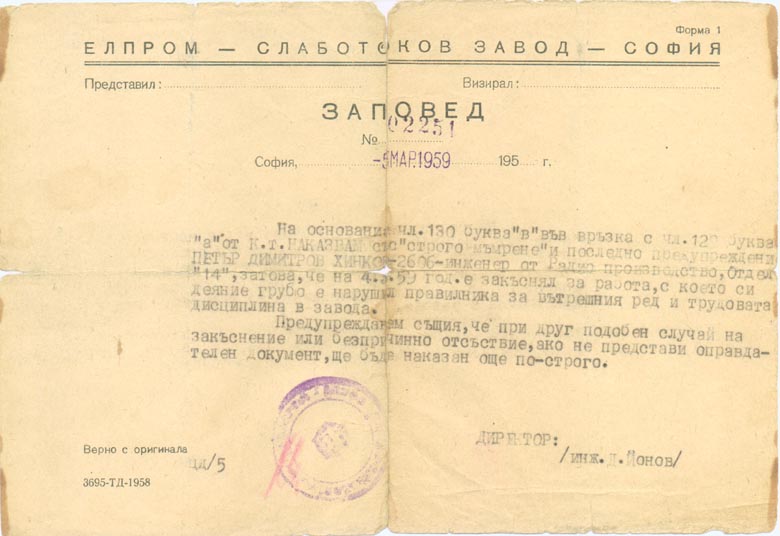 Форма 1
ЕЛПРОМ — СЛАБОТОКОВ ЗАВОД — СОФИЯ
Представил: Визирал:
ЗАПОВЕД
№ 02251
София, -5 МАР.1959 195 г.
На основание чл.130 буква"в"във връзка с чл.129 буква
"а"от К.т.НАКАЗВАМ със"строго мъмрене"и последно предупреждение
ПЕТЪР ДИМИТРОВ ХИНКОВ-2606-инженер от Радио производство,Отдел
"14",затова,че на 4.3.59 год.е закъснял за работа,с което си
деяние грубо е нарушил правилника за вътрешния ред и трудовата
дисциплина в завода.
Предупреждавам същия,че при друг подобен случай на
закъснение или безпричинно отсъствие,ако не представи оправда-
телен документ,ще бъде наказан още по-строго.
ДИРЕКТОР:
/инж.Д.Йонов/
Верно с оригинала
ЦД/5
3695-ТД-1958